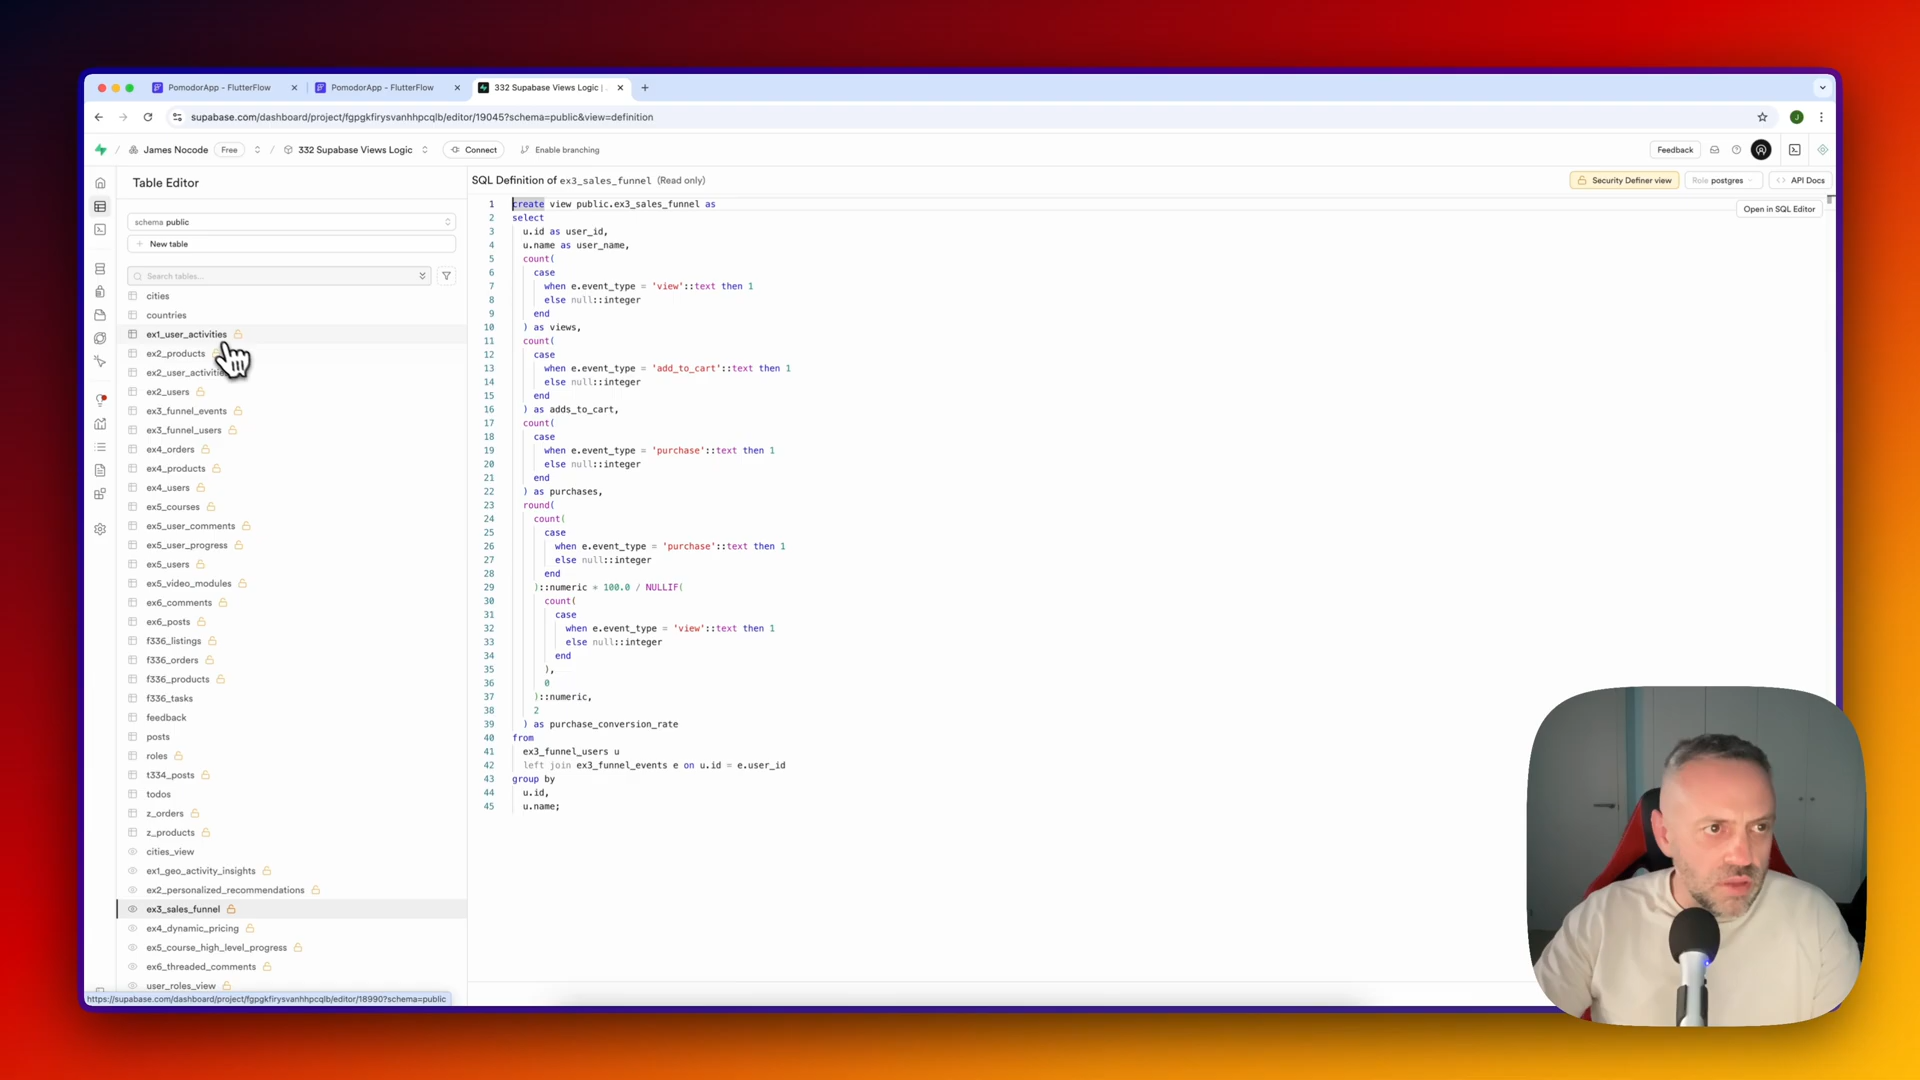 PomodorApp - FlutterFlow
PomodorApp - FlutterFlow
332 Supabase Views Logic | .
supabase.com/dashboard/project/fgpgkfirysvanhhpcqlb/editor/19045?schema=public&view=definition
J
James Nocode
Free
332 Supabase Views Logic
Connect
Enable branching
Feedback
Table Editor
SQL Definition of ex3_sales_funnel (Read only)
Security Definer view
Role postgres
API Docs
Open in SQL Editor
schema public
New table
Search tables...
cities
countries
ex1_user_activities
ex2_products
ex2_user_activities
ex2_users
ex3_funnel_events
ex3_funnel_users
ex4_orders
ex4_products
ex4_users
ex5_courses
ex5_user_comments
ex5_user_progress
ex5_users
ex5_video_modules
ex6_comments
ex6_posts
f336_listings
f336_orders
f336_products
f336_tasks
feedback
posts
roles
t334_posts
todos
z_orders
z_products
cities_view
ex1_geo_activity_insights
ex2_personalized_recommendations
ex3_sales_funnel
ex4_dynamic_pricing
ex5_course_high_level_progress
ex6_threaded_comments
user_roles_view
https://supabase.com/dashboard/project/fgpgkfirysvanhhpcqlb/editor/18990?schema=public
1 create view public.ex3_sales_funnel as
2 select
3 u.id as user_id,
4 u.name as user_name,
5 count(
6 case
7 when e.event_type = 'view'::text then 1
8 else null::integer
9 end
10 ) as views,
11 count(
12 case
13 when e.event_type = 'add_to_cart'::text then 1
14 else null::integer
15 end
16 ) as adds_to_cart,
17 count(
18 case
19 when e.event_type = 'purchase'::text then 1
20 else null::integer
21 end
22 ) as purchases,
23 round(
24 count(
25 case
26 when e.event_type = 'purchase'::text then 1
27 else null::integer
28 end
29 )::numeric * 100.0 / NULLIF(
30 count(
31 case
32 when e.event_type = 'view'::text then 1
33 else null::integer
34 end
35 ),
36 0
37 )::numeric,
38 2
39 ) as purchase_conversion_rate
40 from
41 ex3_funnel_users u
42 left join ex3_funnel_events e on u.id = e.user_id
43 group by
44 u.id,
45 u.name;